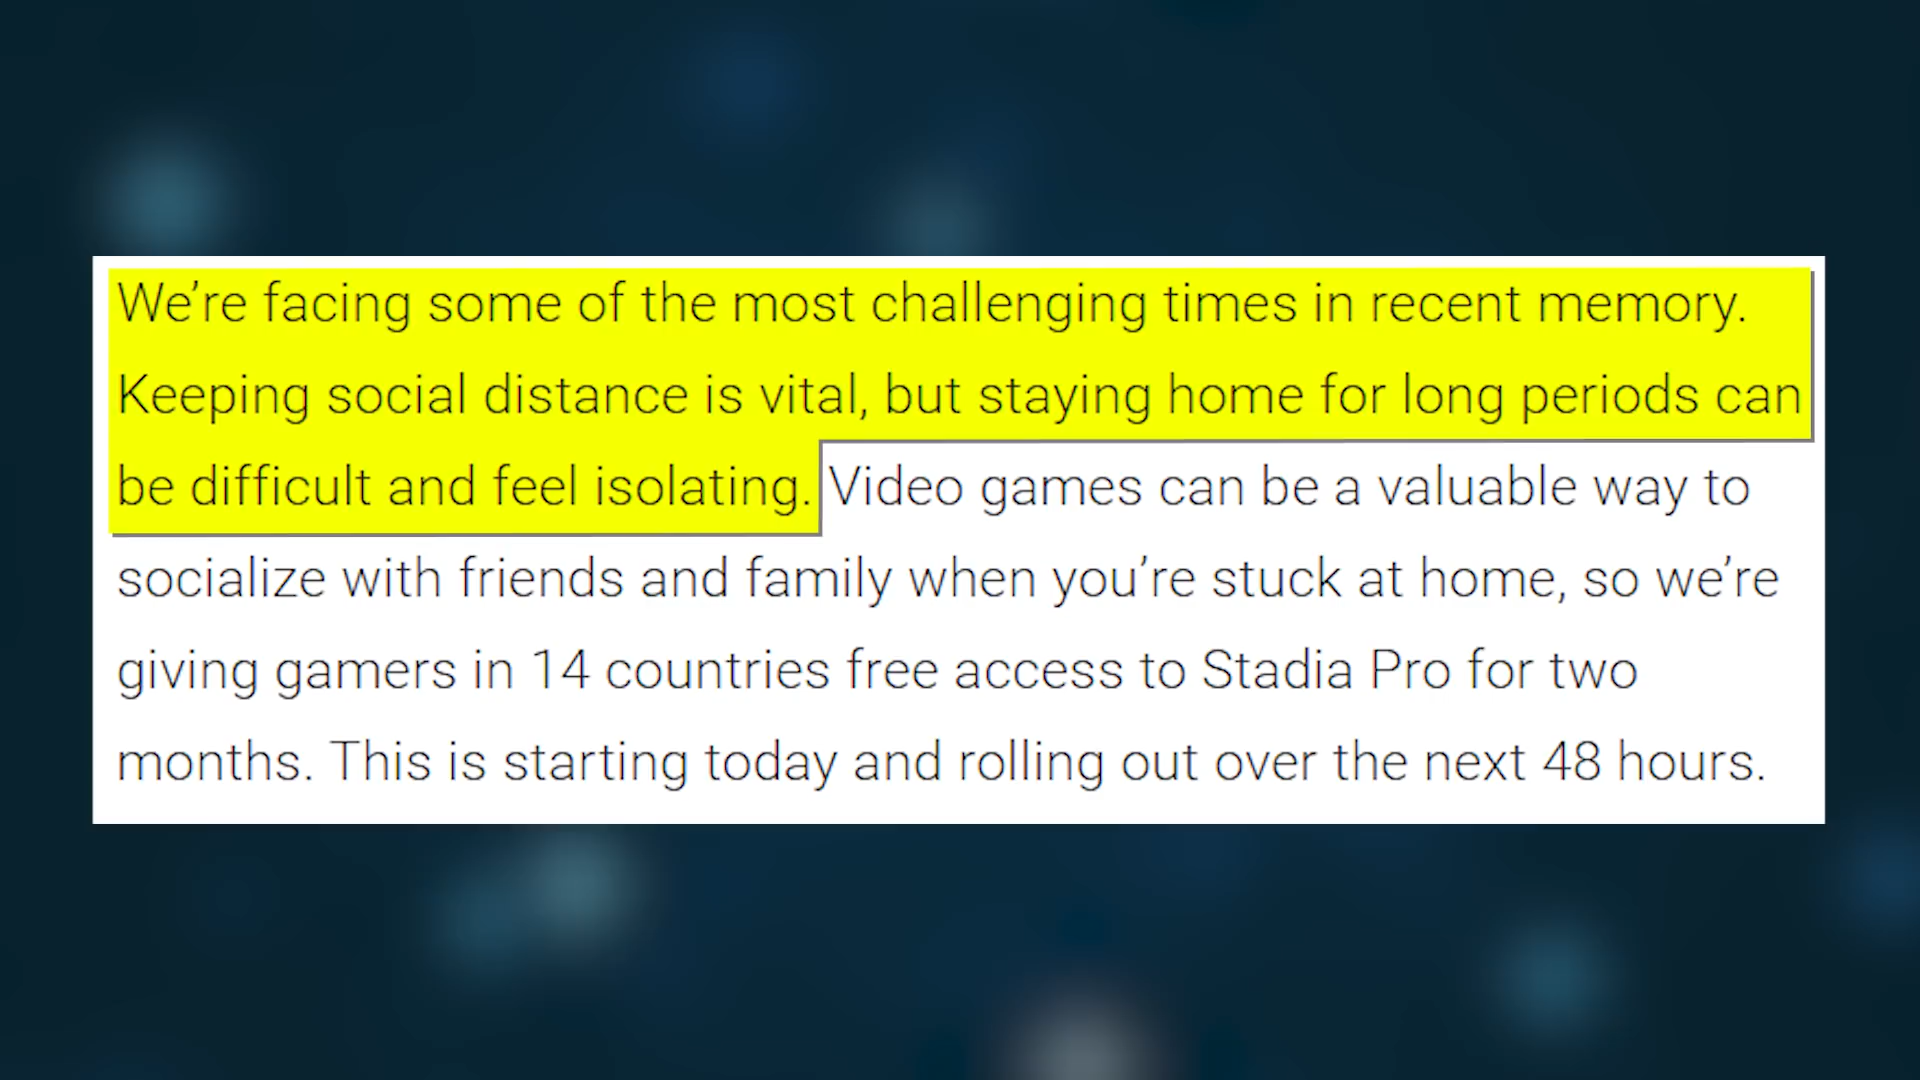 We’re facing some of the most challenging times in recent memory.
Keeping social distance is vital, but staying home for long periods can
be difficult and feel isolating. Video games can be a valuable way to
socialize with friends and family when you’re stuck at home, so we’re
giving gamers in 14 countries free access to Stadia Pro for two
months. This is starting today and rolling out over the next 48 hours.